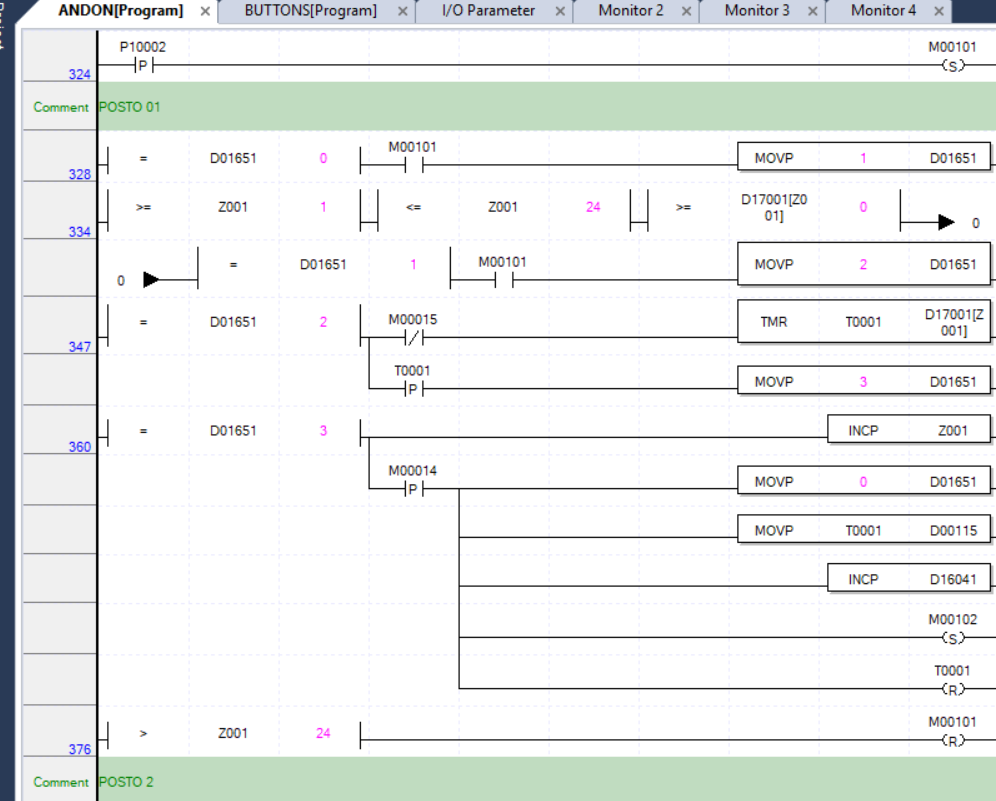 Project
ANDON[Program] × BUTTONS[Program] × I/O Parameter × Monitor 2 × Monitor 3 × Monitor 4 ×
P10002 M00101
324 P S
Comment POSTO 01
M00101
= D01651 0 MOVP 1 D01651
328
>= Z001 1 <= Z001 24 >= D17001[Z0
01] 0
334 0
M00101
0 = D01651 1 MOVP 2 D01651
= D01651 2 M00015 TMR T0001 D17001[Z
001]
347
T0001
P MOVP 3 D01651
= D01651 3 INCP Z001
360
M00014
P MOVP 0 D01651
MOVP T0001 D00115
INCP D16041
M00102
S
T0001
R
M00101
> Z001 24 R
376
Comment POSTO 2